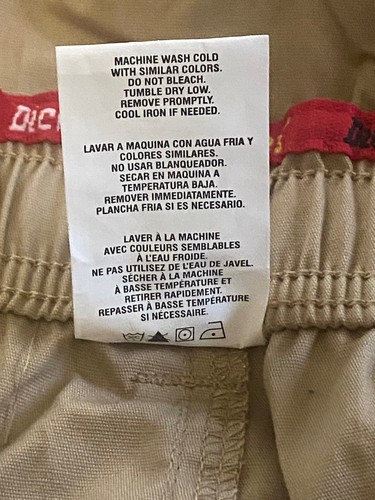 MACHINE WASH COLD
WITH SIMILAR COLORS.
DO NOT BLEACH.
TUMBLE DRY LOW.
REMOVE PROMPTLY.
COOL IRON IF NEEDED.
LAVAR A MAQUINA CON AGUA FRIA Y
COLORES SIMILARES.
NO USAR BLANQUEADOR.
SECAR EN MAQUINA A
TEMPERATURA BAJA.
REMOVER IMMEDIATAMENTE.
PLANCHA FRIA SI ES NECESARIO.
LAVER À LA MACHINE
AVEC COULEURS SEMBLABLES
À L'EAU FROIDE.
NE PAS UTILISEZ DE L'EAU DE JAVEL.
SÉCHER À LA MACHINE
À BASSE TEMPÉRATURE ET
RETIRER RAPIDEMENT.
REPASSER À BASSE TEMPÉRATURE
SI NÉCESSAIRE.